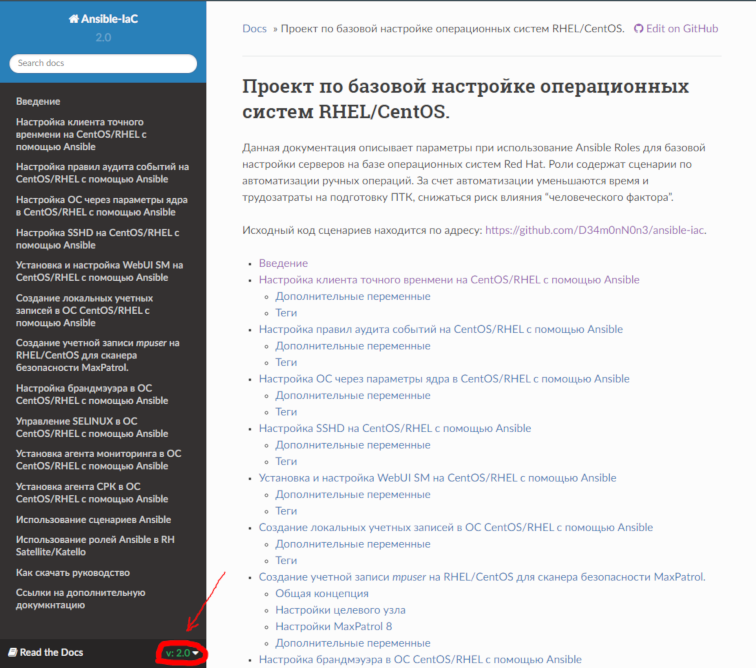 Ansible-IaC
2.0
Search docs
Введение
Настройка клиента точного
времнени на CentOS/RHEL с
помощью Ansible
Настройка правил аудита событий на
CentOS/RHEL с помощью Ansible
Настройка ОС через параметры ядра
в CentOS/RHEL с помощью Ansible
Настройка SSHD на CentOS/RHEL с
помощью Ansible
Установка и настройка WebUI SM на
CentOS/RHEL с помощью Ansible
Создание локальных учетных
записей в ОС CentOS/RHEL с
помощью Ansible
Создание учетной записи mpuser на
RHEL/CentOS для сканера
безопасности MaxPatrol.
Настройка брандмэуэра в ОС
CentOS/RHEL с помощью Ansible
Управление SELINUX в ОС
CentOS/RHEL с помощью Ansible
Установка агента мониторинга в ОС
CentOS/RHEL с помощью Ansible
Установка агента СРК в ОС
CentOS/RHEL с помощью Ansible
Использование сценариев Ansible
Использование ролей Ansible в RH
Satellite/Katello
Как скачать руководство
Ссылки на дополнительную
докумкнтацию
Read the Docs
v: 2.0
Docs » Проект по базовой настройке операционных систем RHEL/CentOS. Edit on GitHub
Проект по базовой настройке операционных
систем RHEL/CentOS.
Данная документация описывает параметры при использование Ansible Roles для базовой
настройки серверов на базе операционных систем Red Hat. Роли содержат сценарии по
автоматизации ручных операций. За счет автоматизации уменьшаются время и
трудозатраты на подготовку ПТК, снижаться риск влияния "человеческого фактора".
Исходный код сценариев находится по адресу: https://github.com/D34m0nN0n3/ansible-iac.
Введение
Настройка клиента точного времнени на CentOS/RHEL с помощью Ansible
Дополнительные переменные
Теги
Настройка правил аудита событий на CentOS/RHEL с помощью Ansible
Дополнительные переменные
Теги
Настройка ОС через параметры ядра в CentOS/RHEL с помощью Ansible
Дополнительные переменные
Теги
Настройка SSHD на CentOS/RHEL с помощью Ansible
Дополнительные переменные
Теги
Установка и настройка WebUI SM на CentOS/RHEL с помощью Ansible
Дополнительные переменные
Теги
Создание локальных учетных записей в ОС CentOS/RHEL с помощью Ansible
Дополнительные переменные
Теги
Создание учетной записи mpuser на RHEL/CentOS для сканера безопасности MaxPatrol.
Общая концепция
Настройки целевого узла
Настройки MaxPatrol 8
Дополнительные переменные
Настройка брандмэуэра в ОС CentOS/RHEL с помощью Ansible